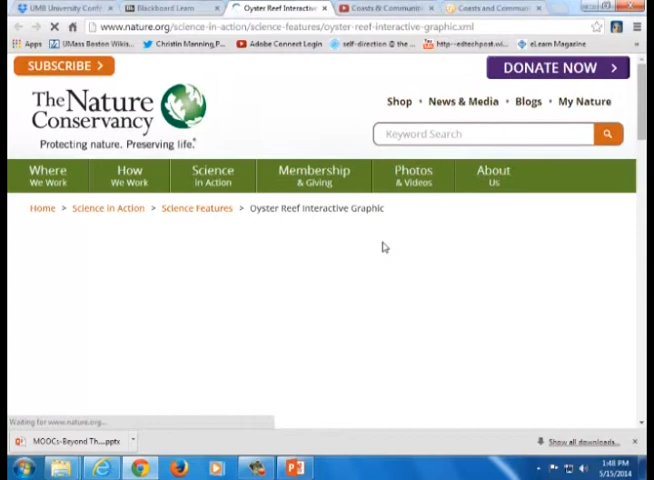 UMB University Confe
Blackboard Learn
Oyster Reef Interactive
Coasts & Communiti
Coasts and Commun
www.nature.org/science-in-action/science-features/oyster-reef-interactive-graphic.xml
Apps
UMass Boston Wikis...
Christin Manning,P...
Adobe Connect Login
self-direction @ the ...
http--edtechpost.wi...
eLearn Magazine
SUBSCRIBE >
DONATE NOW >
The Nature
Conservancy
Protecting nature. Preserving life.
Shop • News & Media • Blogs • My Nature
Keyword Search
Where
We Work
How
We Work
Science
in Action
Membership
& Giving
Photos
& Videos
About
Us
Home > Science in Action > Science Features > Oyster Reef Interactive Graphic
Waiting for www.nature.org...
MOOCs-Beyond Th....pptx
Show all downloads...
1:48 PM
5/15/2014